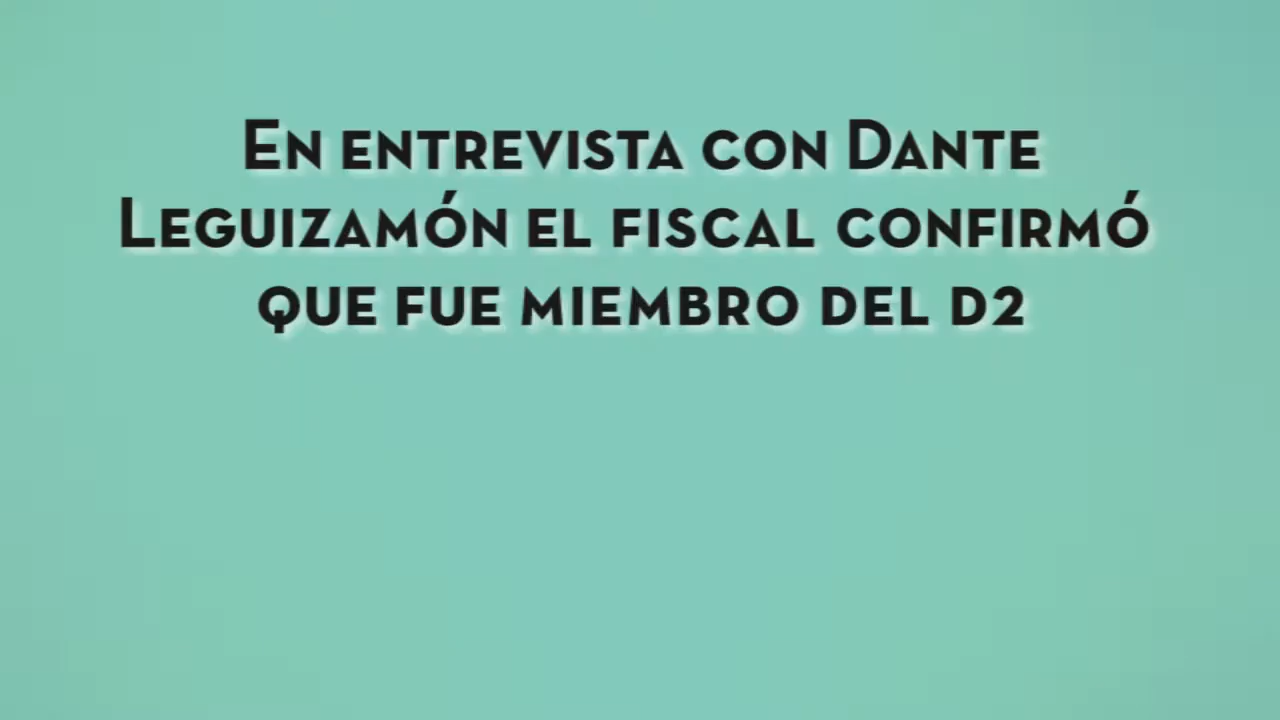 En entrevista con Dante
Leguizamón el fiscal confirmó
que fue miembro del d2